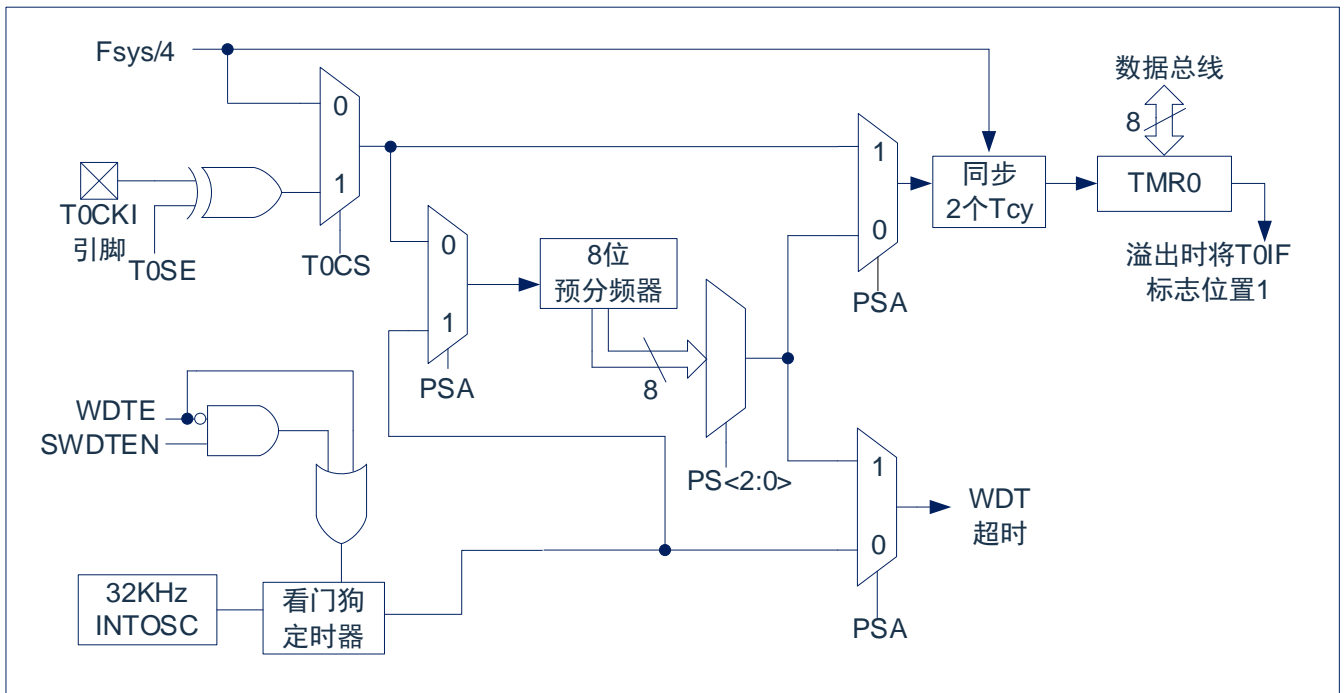 Fsys/4
数据总线
8
0
1
T0CKI
引脚
T0SE
T0CS
1
0
PSA
同步
2个Tcy
TMR0
溢出时将T0IF
标志位置1
0
1
PSA
8位
预分频器
8
PS<2:0>
WDTE
SWDTEN
1
0
PSA
WDT
超时
32KHz
INTOSC
看门狗
定时器